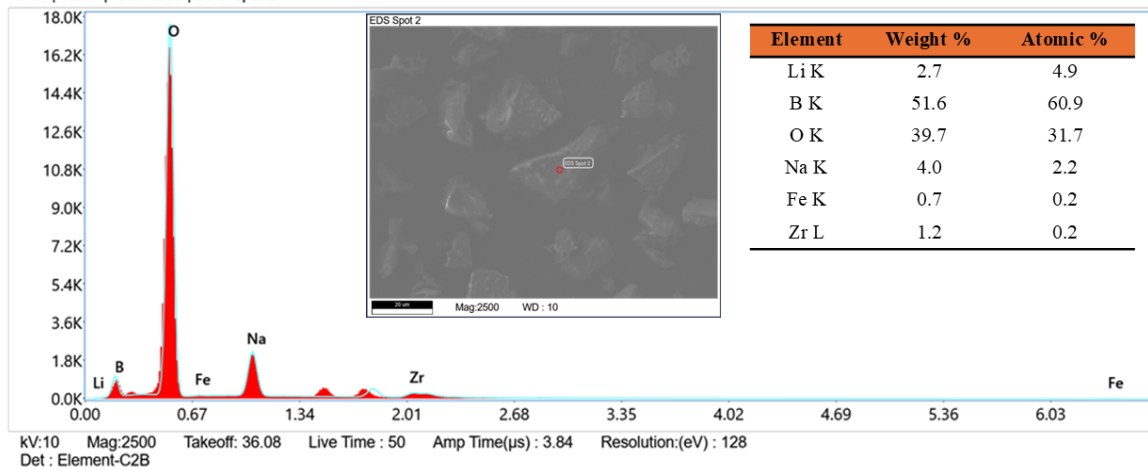 18.0K
16.2K
14.4K
12.6K
10.8K
9.0K
7.2K
5.4K
3.6K
1.8K
0.0K
O
Li
B
Fe
Na
Zr
Fe
0.00
0.67
1.34
2.01
2.68
3.35
4.02
4.69
5.36
6.03
EDS Spot 2
EDS Spot 2
20 um
Mag:2500 WD : 10
Element Weight % Atomic %
Li K 2.7 4.9
B K 51.6 60.9
O K 39.7 31.7
Na K 4.0 2.2
Fe K 0.7 0.2
Zr L 1.2 0.2
kV:10 Mag:2500 Takeoff: 36.08 Live Time : 50 Amp Time(µs) : 3.84 Resolution:(eV) : 128
Det : Element-C2B